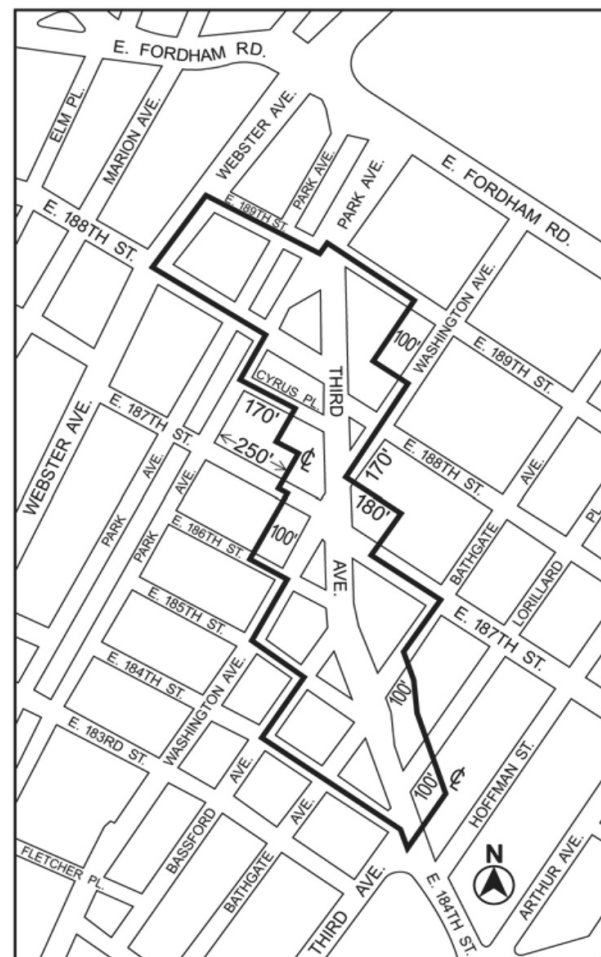 E. FORDHAM RD.
ELM PL.
MARION AVE.
WEBSTER AVE.
PARK AVE.
PARK AVE.
E. FORDHAM RD.
E. 188TH ST.
E. 189TH ST.
WASHINGTON AVE.
100'
E. 189TH ST.
THIRD
CYRUS PL.
170'
250'
℄
E. 187TH ST.
WEBSTER AVE.
170'
180'
E. 188TH ST.
AVE.
PL.
BATHGATE
LORILLARD
PARK
AVE.
PARK
AVE.
E. 186TH ST.
100'
AVE.
E. 187TH ST.
E. 185TH ST.
E. 184TH ST.
WASHINGTON AVE.
100'
100'
℄
HOFFMAN ST.
E. 183RD ST.
AVE.
AVE.
BASSFORD
BATHGATE
FLETCHER PL.
THIRD
AVE.
E. 184TH ST.
N
ARTHUR AVE.